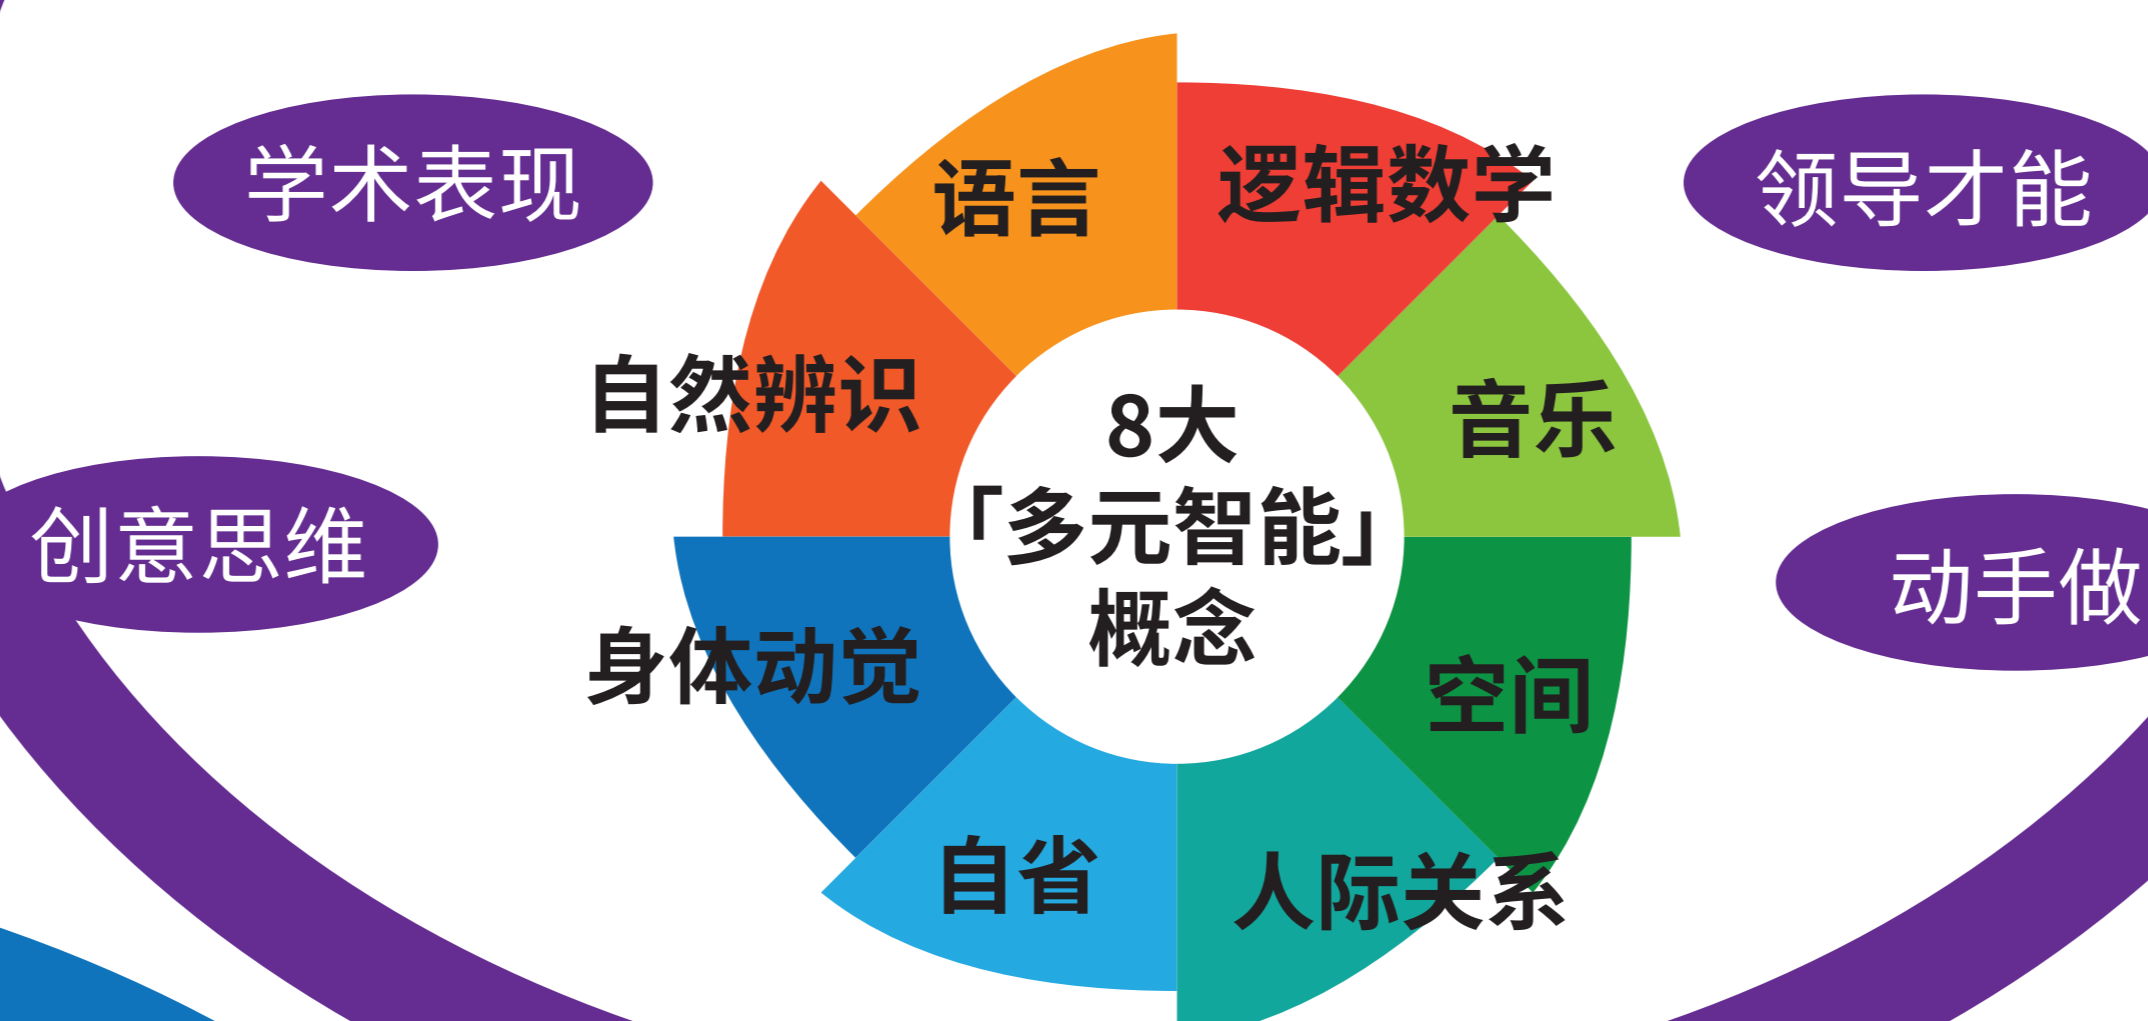 学术表现
语言
逻辑数学
领导才能
自然辨识
音乐
8大
「多元智能」
概念
创意思维
动手做
身体动觉
空间
自省
人际关系